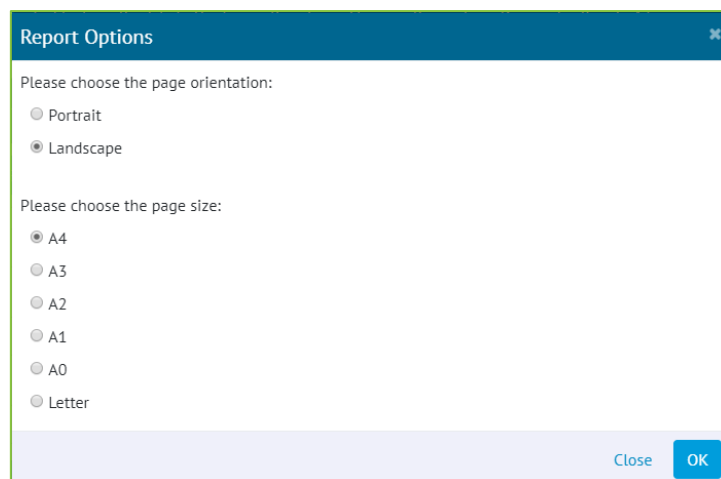 Report Options
Please choose the page orientation:
Portrait
Landscape
Please choose the page size:
A4
A3
A2
A1
A0
Letter
Close OK